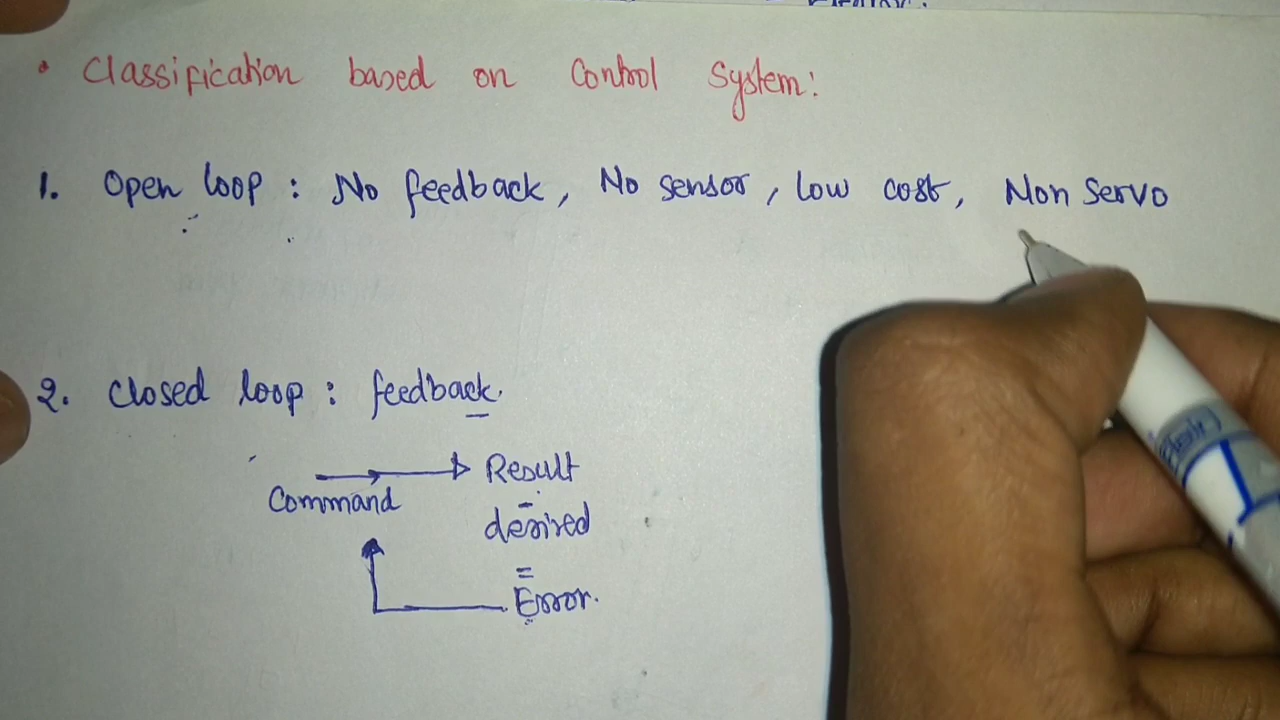 • Classification based on Control System:
1. Open loop : No feedback, No sensor, low cost, Non servo
2. Closed loop : feedback.
Command → Result
-
desired
=
Error.